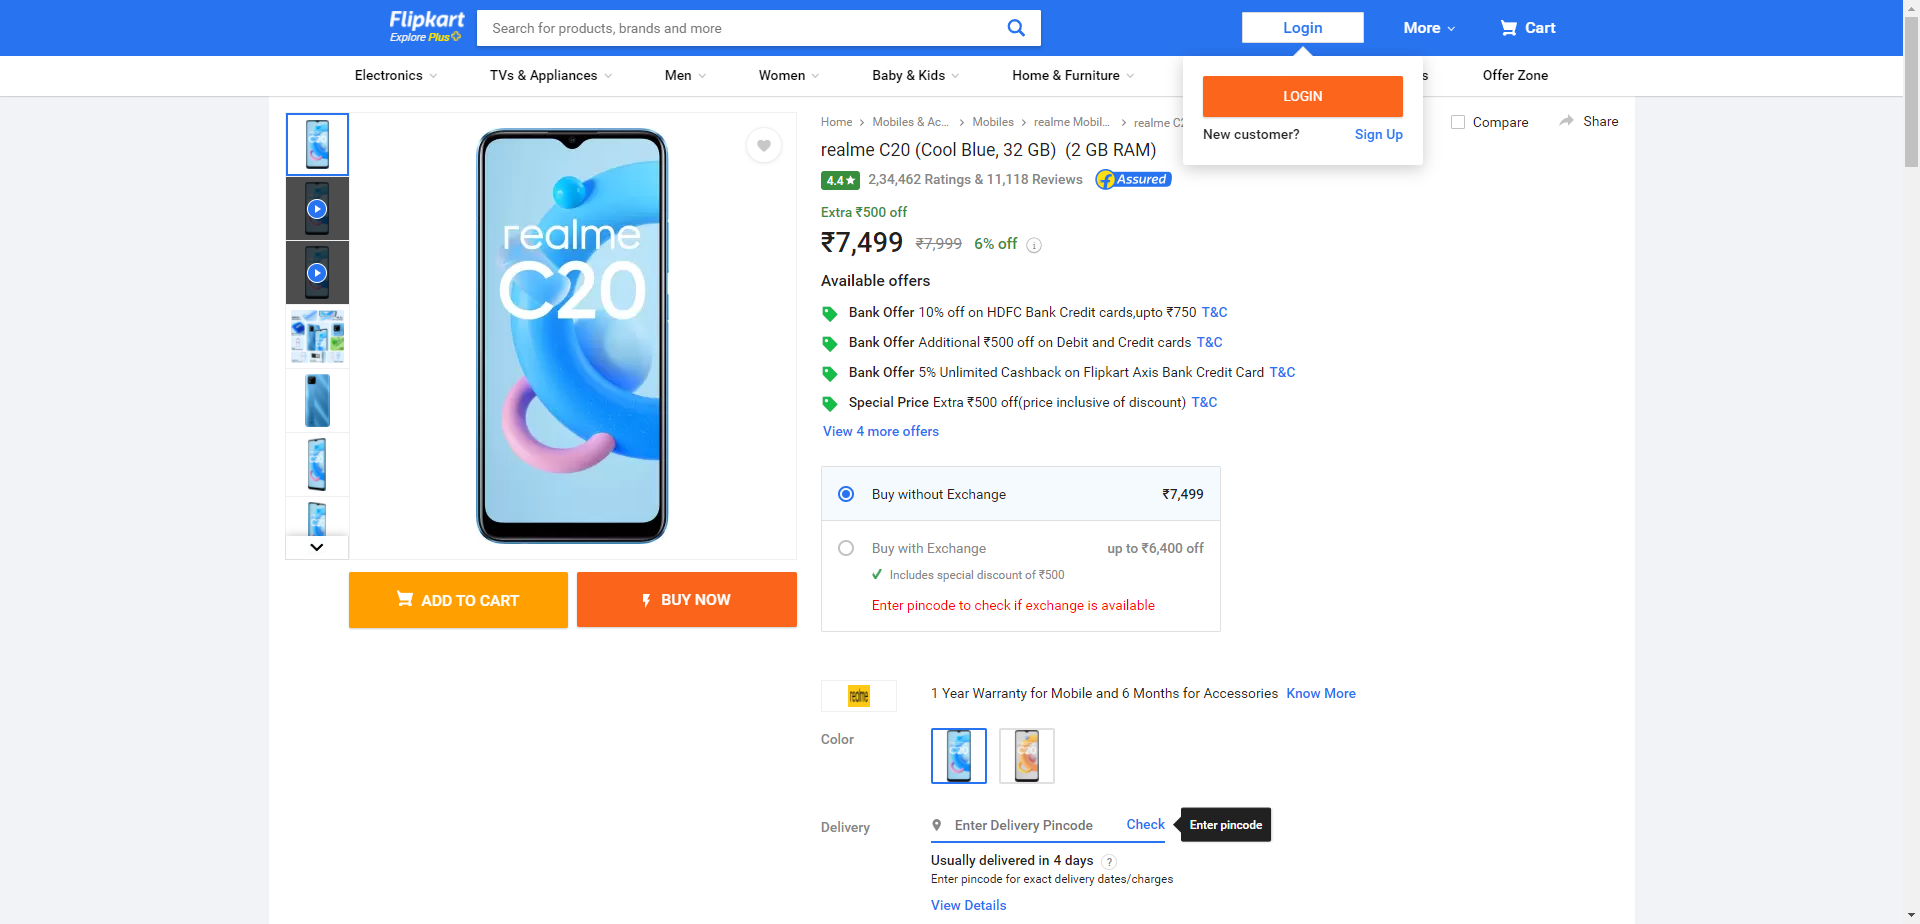 Flipkart
Explore Plus
Search for products, brands and more
Login
More
Cart
Electronics
TVs & Appliances
Men
Women
Baby & Kids
Home & Furniture
s
Offer Zone
LOGIN
New customer? Sign Up
Home
Mobiles & Ac...
Mobiles
realme Mobil...
realme C2
Compare
Share
realme C20 (Cool Blue, 32 GB) (2 GB RAM)
4.4★ 2,34,462 Ratings & 11,118 Reviews
Assured
Extra ₹500 off
₹7,499 ₹7,999 6% off
Available offers
Bank Offer 10% off on HDFC Bank Credit cards,upto ₹750 T&C
Bank Offer Additional ₹500 off on Debit and Credit cards T&C
Bank Offer 5% Unlimited Cashback on Flipkart Axis Bank Credit Card T&C
Special Price Extra ₹500 off(price inclusive of discount) T&C
View 4 more offers
realme
C20
ADD TO CART
BUY NOW
Buy without Exchange ₹7,499
Buy with Exchange up to ₹6,400 off
Includes special discount of ₹500
Enter pincode to check if exchange is available
realme
1 Year Warranty for Mobile and 6 Months for Accessories Know More
Color
Delivery
Enter Delivery Pincode
Check
Enter pincode
Usually delivered in 4 days ?
Enter pincode for exact delivery dates/charges
View Details